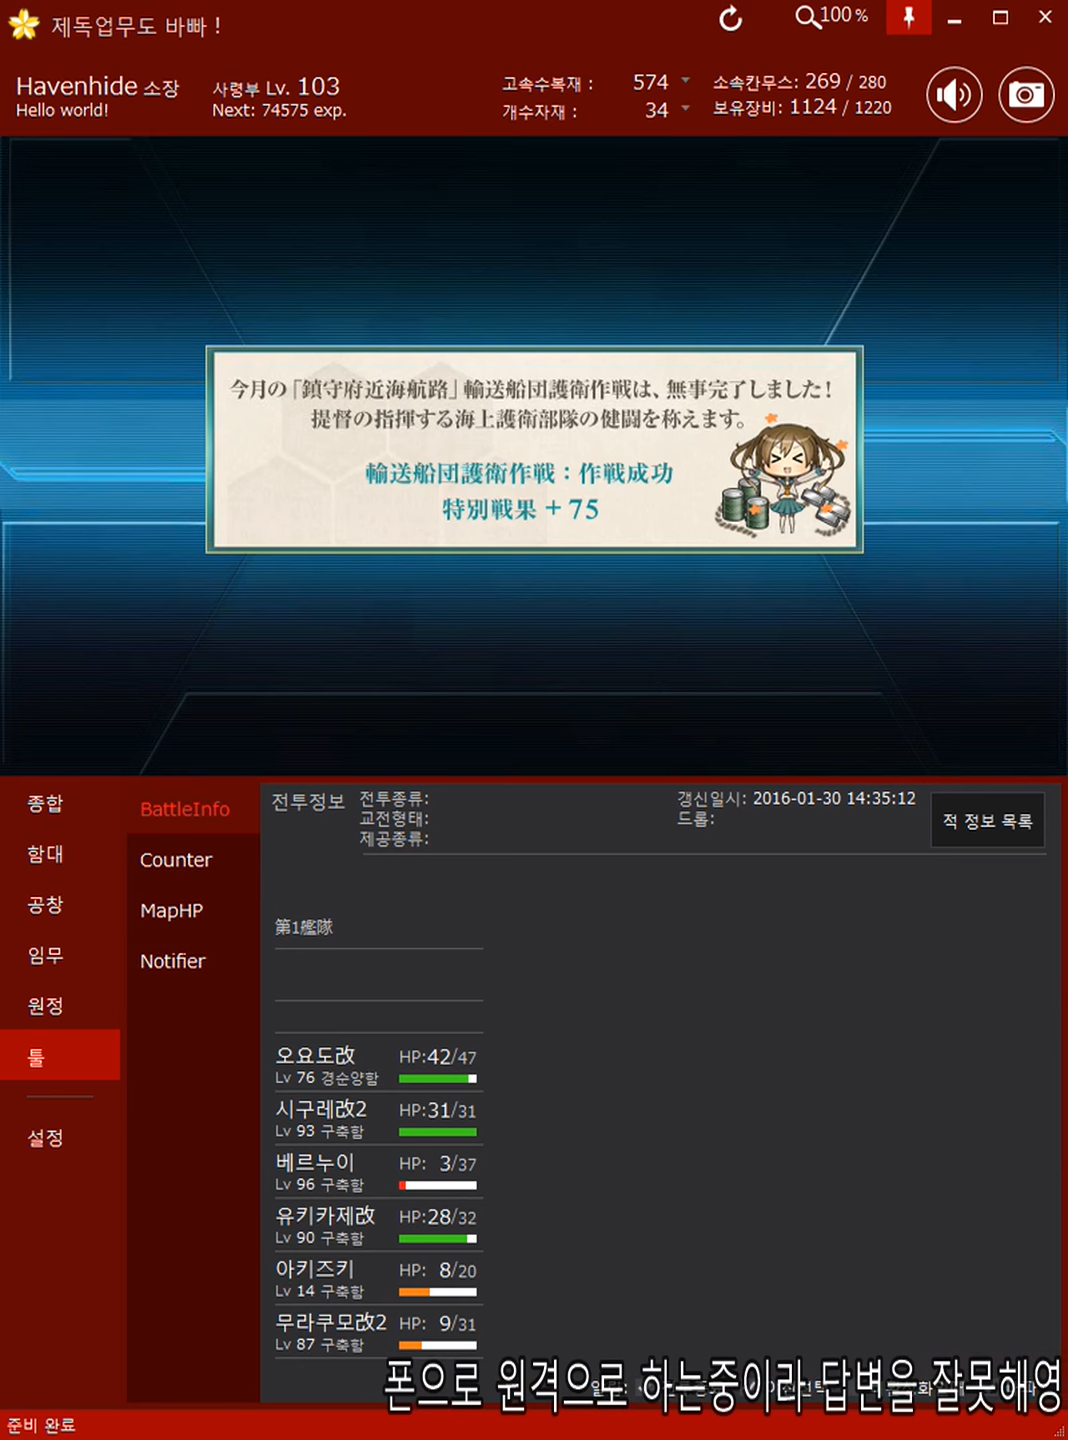 제독업무도 바빠 !
100 %
Havenhide 소장
Hello world!
사령부 Lv. 103
Next: 74575 exp.
고속수복재 : 574
개수자재 : 34
소속칸무스: 269 / 280
보유장비: 1124 / 1220
今月の「鎮守府近海航路」輸送船団護衛作戦は、無事完了しました!
提督の指揮する海上護衛部隊の健闘を称えます。
輸送船団護衛作戦：作戦成功
特別戦果 + 75
종합
함대
공창
임무
원정
툴
설정
BattleInfo
Counter
MapHP
Notifier
전투정보
전투종류:
교전형태:
제공종류:
갱신일시: 2016-01-30 14:35:12
드롭:
적 정보 목록
第1艦隊
오요도改 HP:42/47
Lv 76 경순양함
시구레改2 HP:31/31
Lv 93 구축함
베르누이 HP: 3/37
Lv 96 구축함
유키카제改 HP:28/32
Lv 90 구축함
아키즈키 HP: 8/20
Lv 14 구축함
무라쿠모改2 HP: 9/31
Lv 87 구축함
폰으로 원격으로 하는중이라 답변을 잘못해영
준비 완료